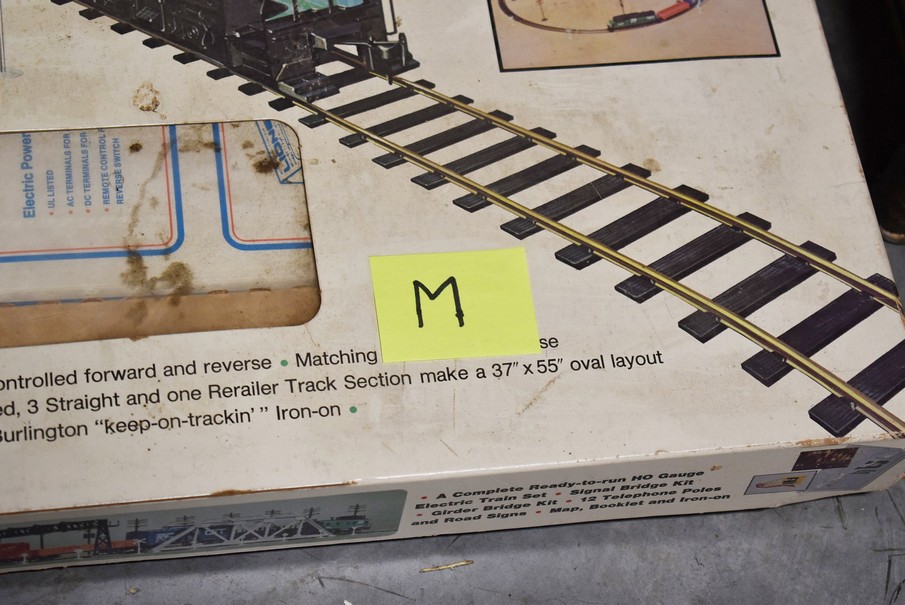 Electric Power
• UL LISTED
• AC TERMINALS FOR
• DC TERMINALS FOR
• REMOTE CONTROL
REVERSE SWITCH
M
ontrolled forward and reverse • Matching se
ed, 3 Straight and one Rerailer Track Section make a 37" x 55" oval layout
Burlington "keep-on-trackin' " Iron-on •
• A Complete Ready-to-run HO Gauge
Electric Train Set • Signal Bridge Kit
• Girder Bridge Kit • 12 Telephone Poles
and Road Signs • Map, Booklet and Iron-on